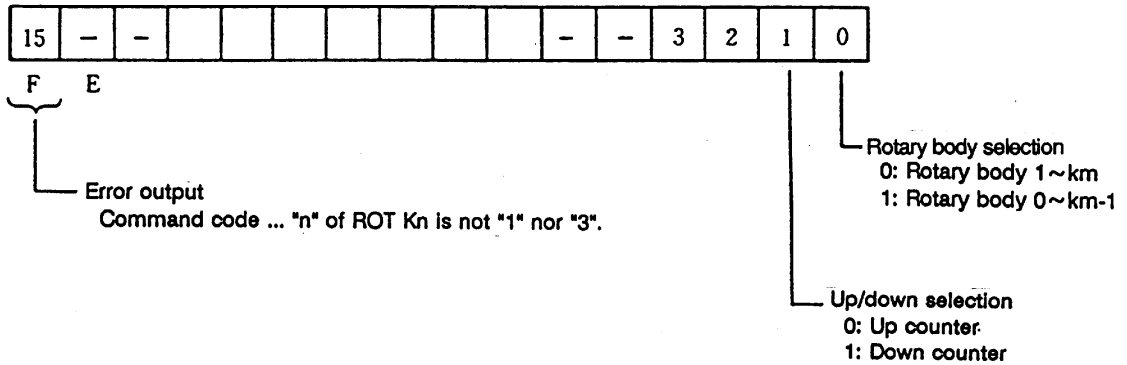 15 – – – – 3 2 1 0
F E
Rotary body selection
0: Rotary body 1~km
1: Rotary body 0~km-1
Error output
Command code ... "n" of ROT Kn is not "1" nor "3".
Up/down selection
0: Up counter
1: Down counter